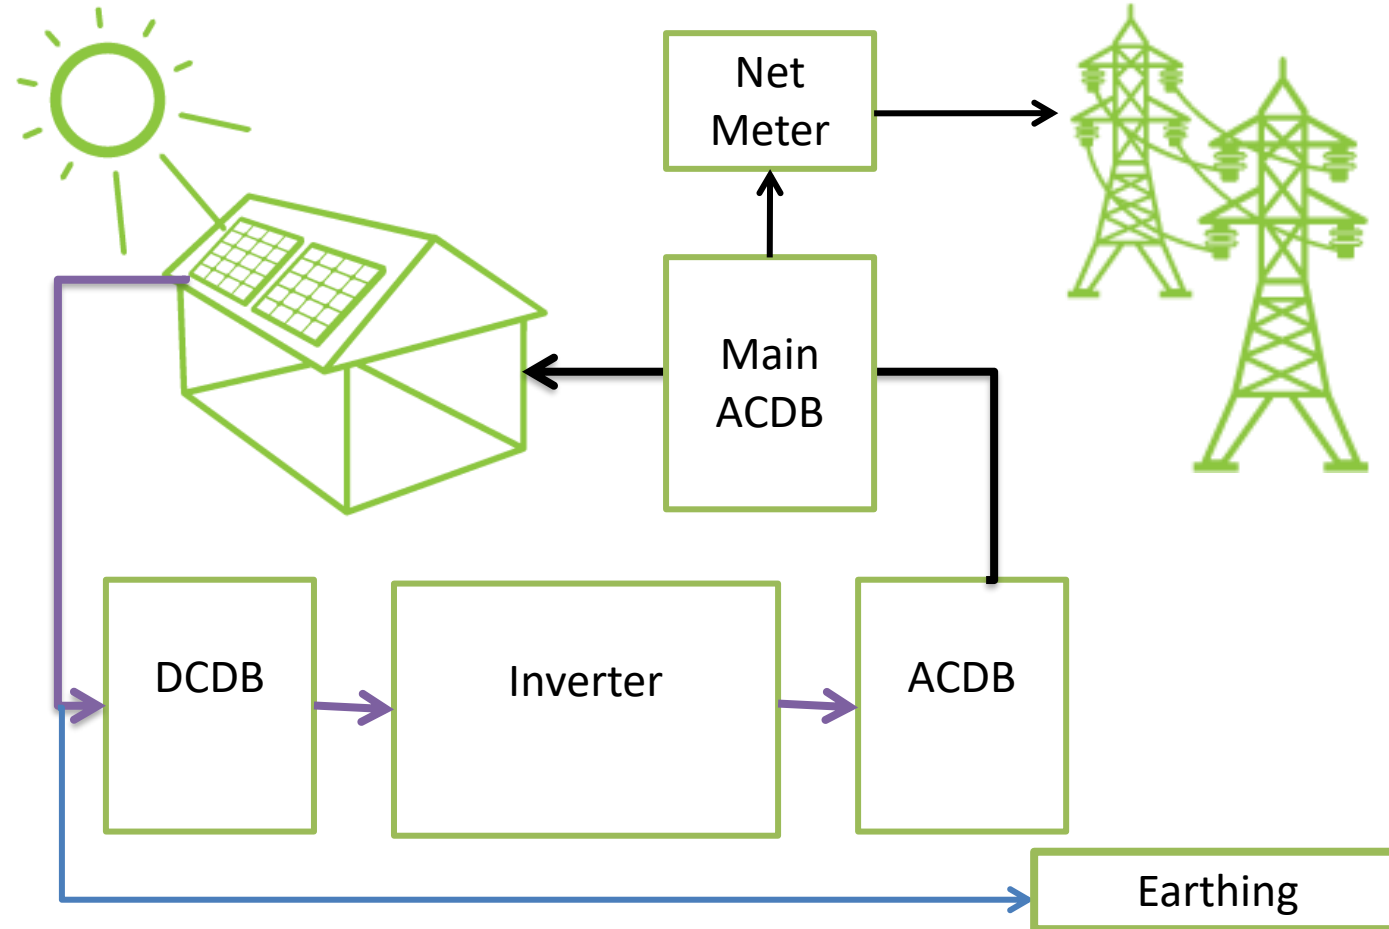 Net
Meter
Main
ACDB
DCDB
Inverter
ACDB
Earthing